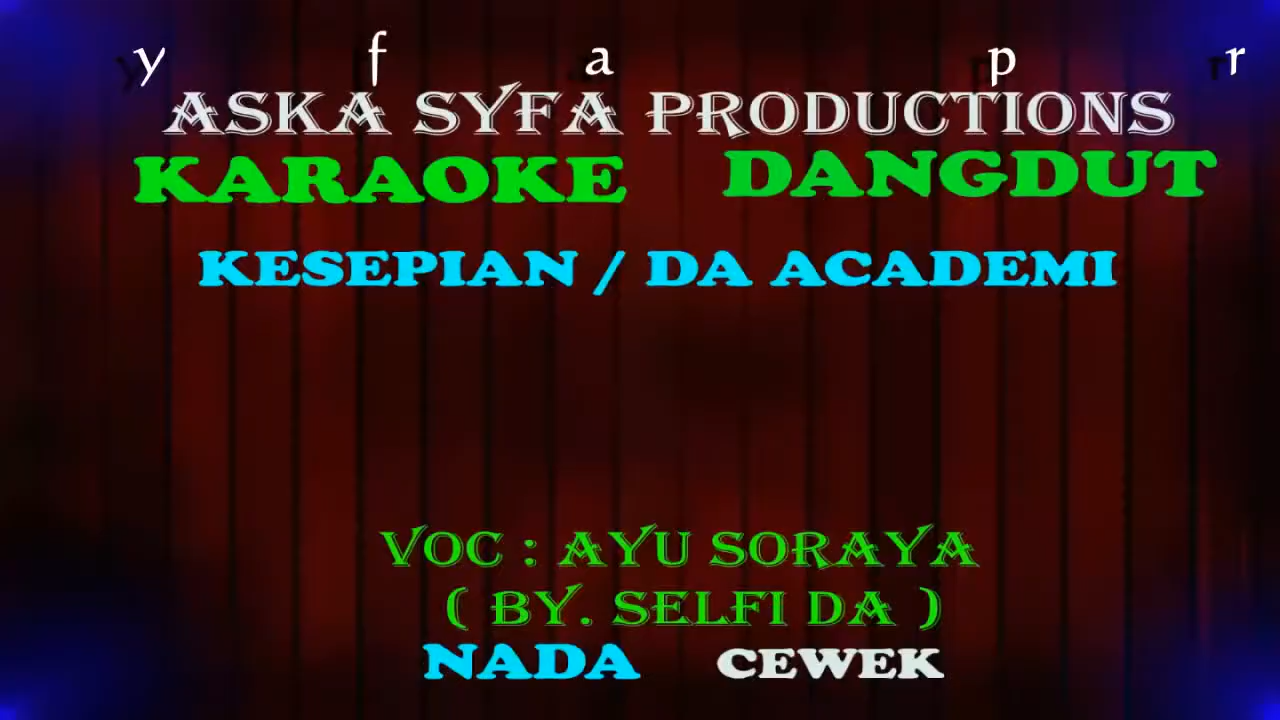 y f a p r
ASKA SYFA PRODUCTIONS
KARAOKE DANGDUT
KESEPIAN / DA ACADEMI
VOC : AYU SORAYA
( BY. SELFI DA )
NADA CEWEK